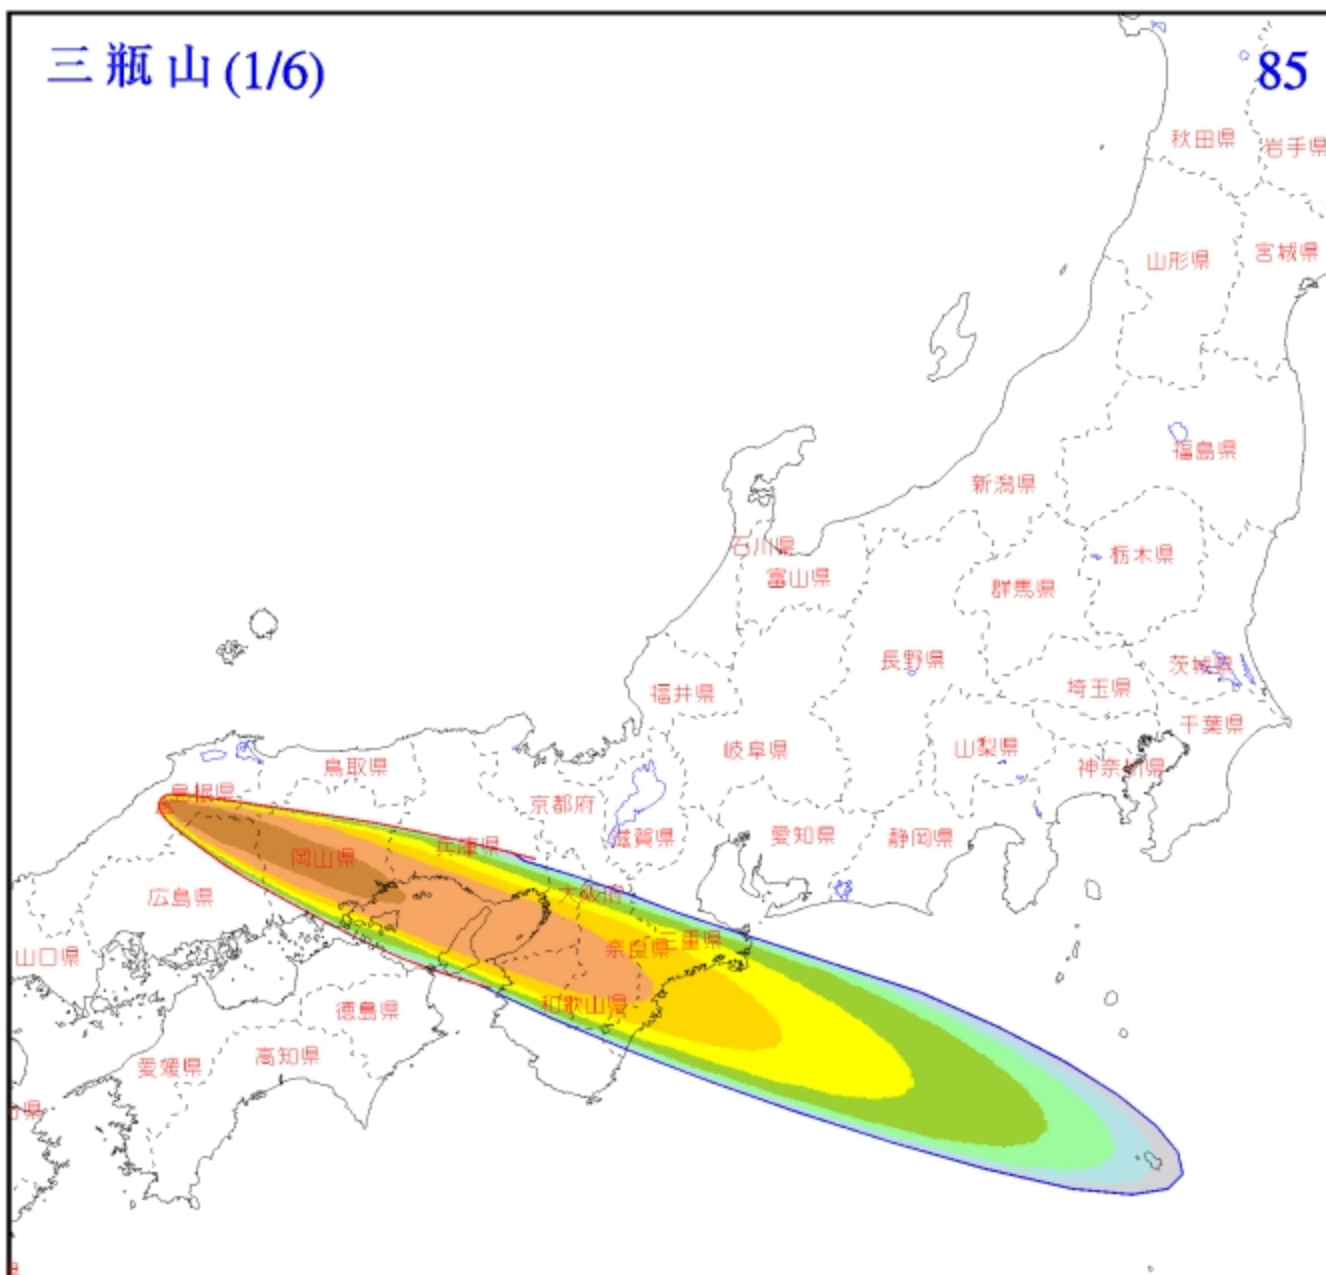 三瓶山(1/6)
85
秋田県
岩手県
山形県
宮城県
福島県
新潟県
石川県
富山県
栃木県
群馬県
長野県
茨城県
埼玉県
福井県
千葉県
岐阜県
山梨県
神奈川県
鳥取県
島根県
京都府
滋賀県
愛知県
静岡県
兵庫県
岡山県
広島県
大阪府
三重県
奈良県
山口県
和歌山県
徳島県
高知県
愛媛県